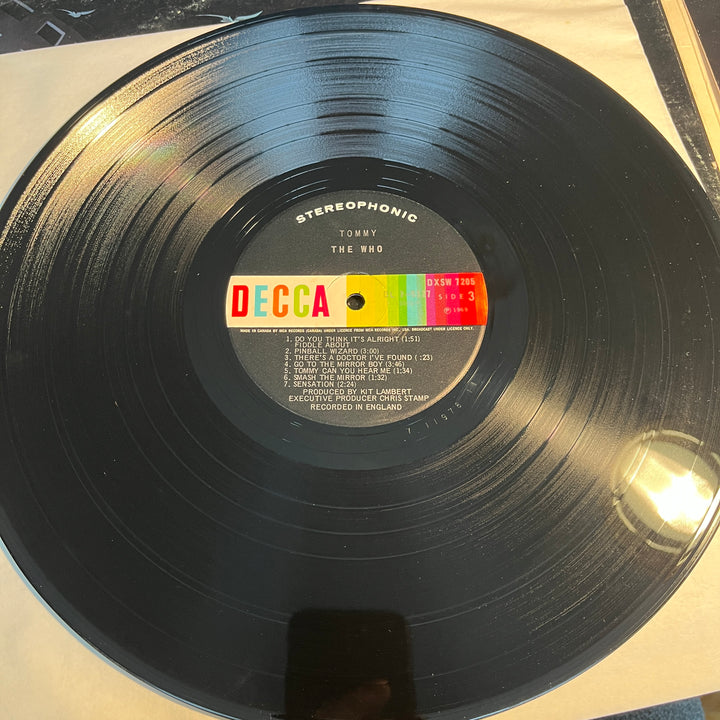 STEREOPHONIC
TOMMY
THE WHO
DECCA
DXSW 7205
SIDE 3
℗ 1969
MADE IN CANADA BY MCA RECORDS (CANADA) UNDER LICENCE FROM MCA RECORDS INC., USA. BROADCAST UNDER LICENCE ONLY.
1. DO YOU THINK IT'S ALRIGHT (1:51)
FIDDLE ABOUT
2. PINBALL WIZARD (3:00)
3. THERE'S A DOCTOR I'VE FOUND ( :23)
4. GO TO THE MIRROR BOY (3:46)
5. TOMMY CAN YOU HEAR ME (1:34)
6. SMASH THE MIRROR (1:32)
7. SENSATION (2:24)
PRODUCED BY KIT LAMBERT
EXECUTIVE PRODUCER CHRIS STAMP
RECORDED IN ENGLAND